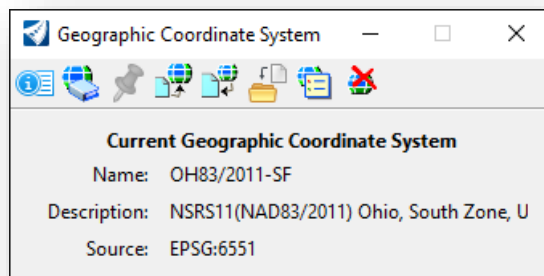 Geographic Coordinate System
Current Geographic Coordinate System
Name: OH83/2011-SF
Description: NSRS11(NAD83/2011) Ohio, South Zone, U
Source: EPSG:6551